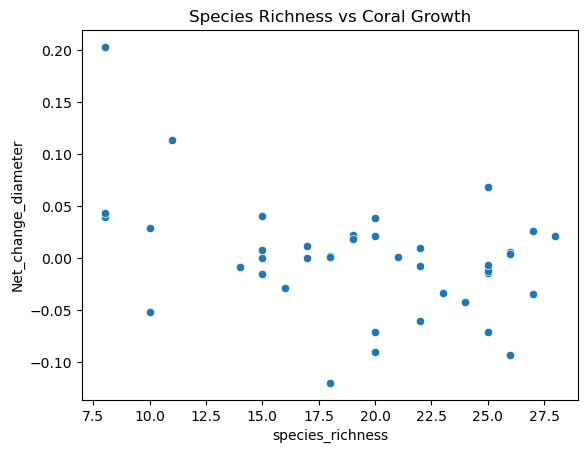 Species Richness vs Coral Growth
0.20
0.15
0.10
0.05
0.00
−0.05
−0.10
Net_change_diameter
7.5 10.0 12.5 15.0 17.5 20.0 22.5 25.0 27.5
species_richness